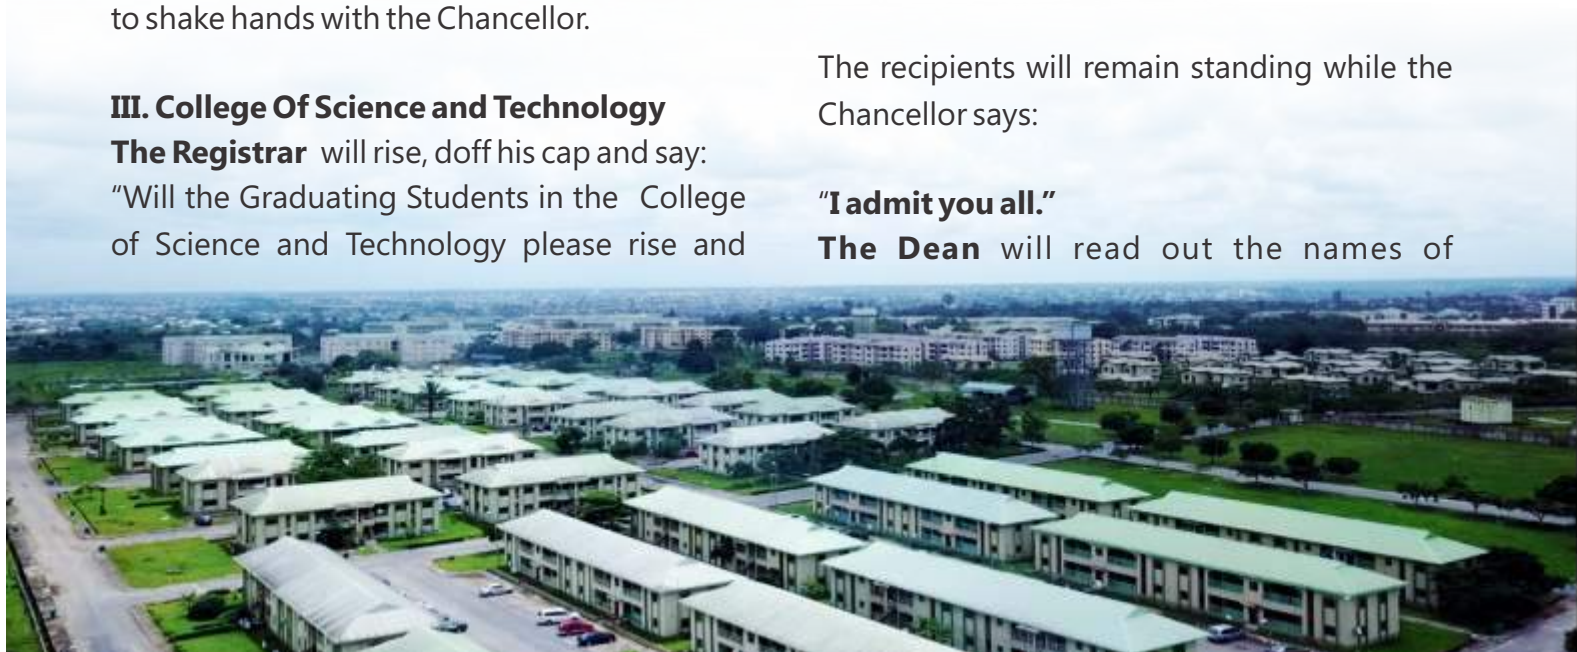 to shake hands with the Chancellor.
III. College Of Science and Technology
The Registrar will rise, doff his cap and say:
“Will the Graduating Students in the College
of Science and Technology please rise and
The recipients will remain standing while the
Chancellor says:
“I admit you all.”
The Dean will read out the names of